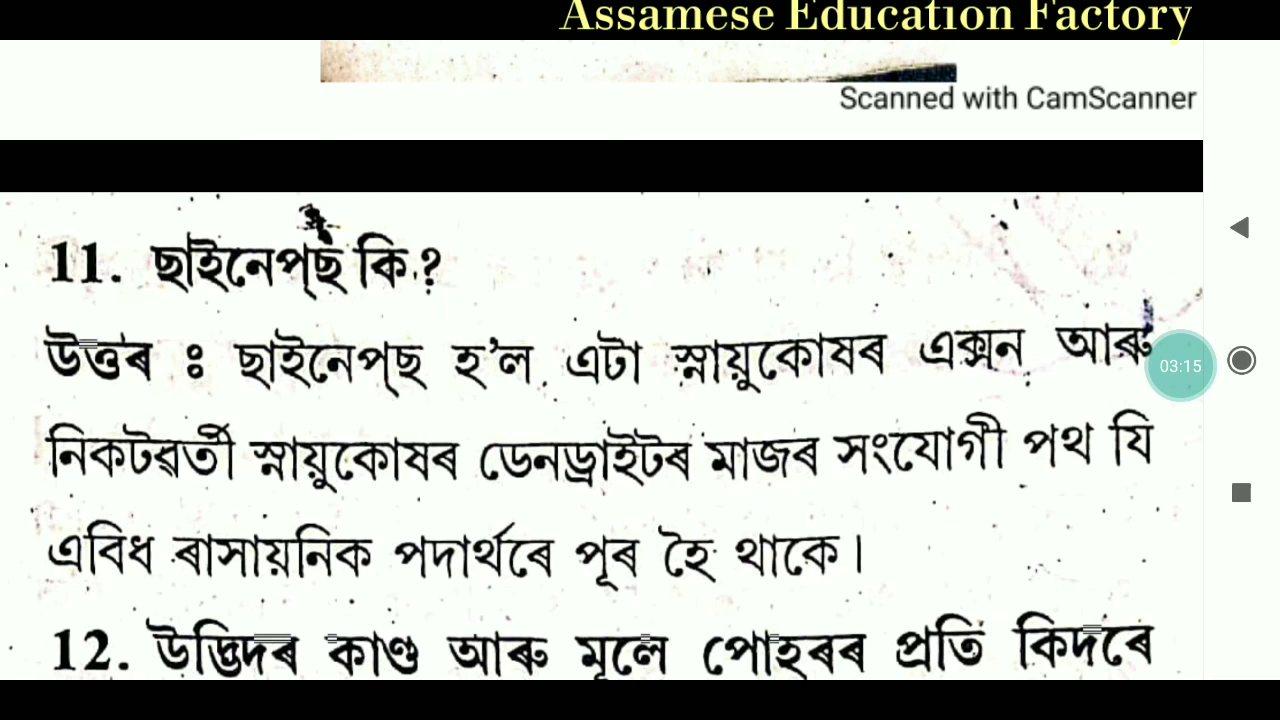 Assamese Education Factory
Scanned with CamScanner
11. ছাইনেপ্ছ কি ?
উত্তৰ ঃ ছাইনেপ্ছ হ'ল এটা স্নায়ুকোষৰ এক্সন আৰু
03:15
নিকটৱৰ্তী স্নায়ুকোষৰ ডেনড্ৰাইটৰ মাজৰ সংযোগী পথ যি
এবিধ ৰাসায়নিক পদাৰ্থৰে পূৰ হৈ থাকে।
12. উদ্ভিদৰ কাণ্ড আৰু মূলে পোহৰৰ প্ৰতি কিদৰে